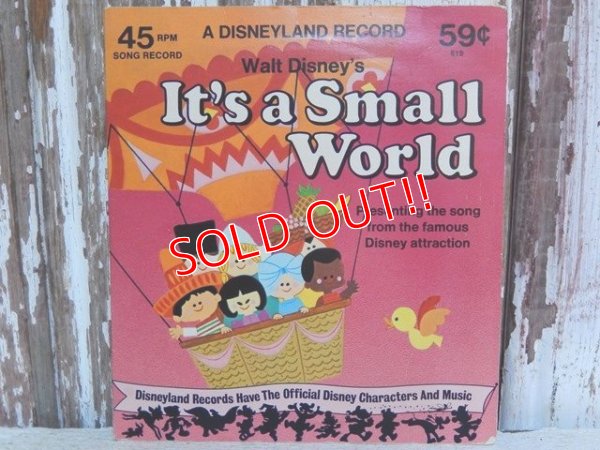 45 RPM
SONG RECORD
A DISNEYLAND RECORD
59¢
Walt Disney's
It's a Small
World
SOLD OUT!!
Presenting the song
from the famous
Disney attraction
Disneyland Records Have The Official Disney Characters And Music